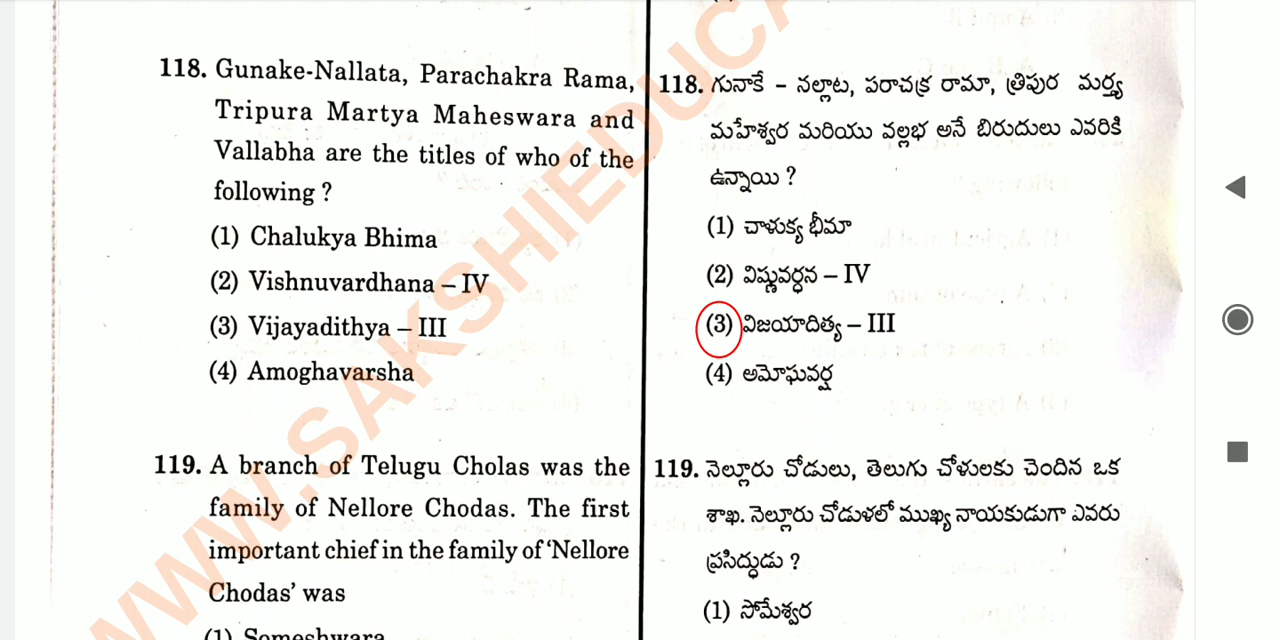 118. Gunake-Nallata, Parachakra Rama,
Tripura Martya Maheswara and
Vallabha are the titles of who of the
following ?
(1) Chalukya Bhima
(2) Vishnuvardhana – IV
(3) Vijayadithya – III
(4) Amoghavarsha
119. A branch of Telugu Cholas was the
family of Nellore Chodas. The first
important chief in the family of ‘Nellore
Chodas’ was
(1) Someshwara
118. గునాకే – నల్లాట, పరాచక్ర రామా, త్రిపుర మర్త్య
మహేశ్వర మరియు వల్లభ అనే బిరుదులు ఎవరికి
ఉన్నాయి ?
(1) చాళుక్య భీమా
(2) విష్ణువర్ధన – IV
(3) విజయాదిత్య – III
(4) అమోఘవర్ష
119. నెల్లూరు చోడులు, తెలుగు చోళులకు చెందిన ఒక
శాఖ. నెల్లూరు చోడుళలో ముఖ్య నాయకుడుగా ఎవరు
ప్రసిద్ధుడు ?
(1) సోమేశ్వర
WWW.SAKSHIEDUCA